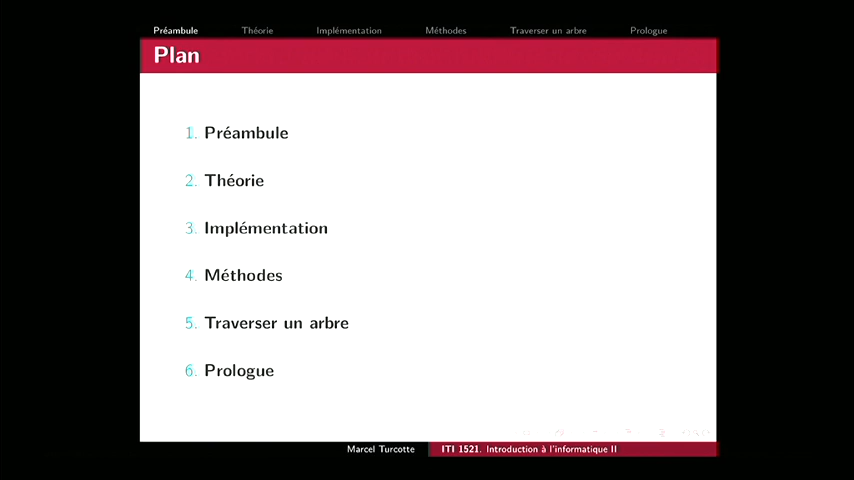 Préambule Théorie Implémentation Méthodes Traverser un arbre Prologue
Plan
1. Préambule
2. Théorie
3. Implémentation
4. Méthodes
5. Traverser un arbre
6. Prologue
Marcel Turcotte ITI 1521. Introduction à l'informatique II